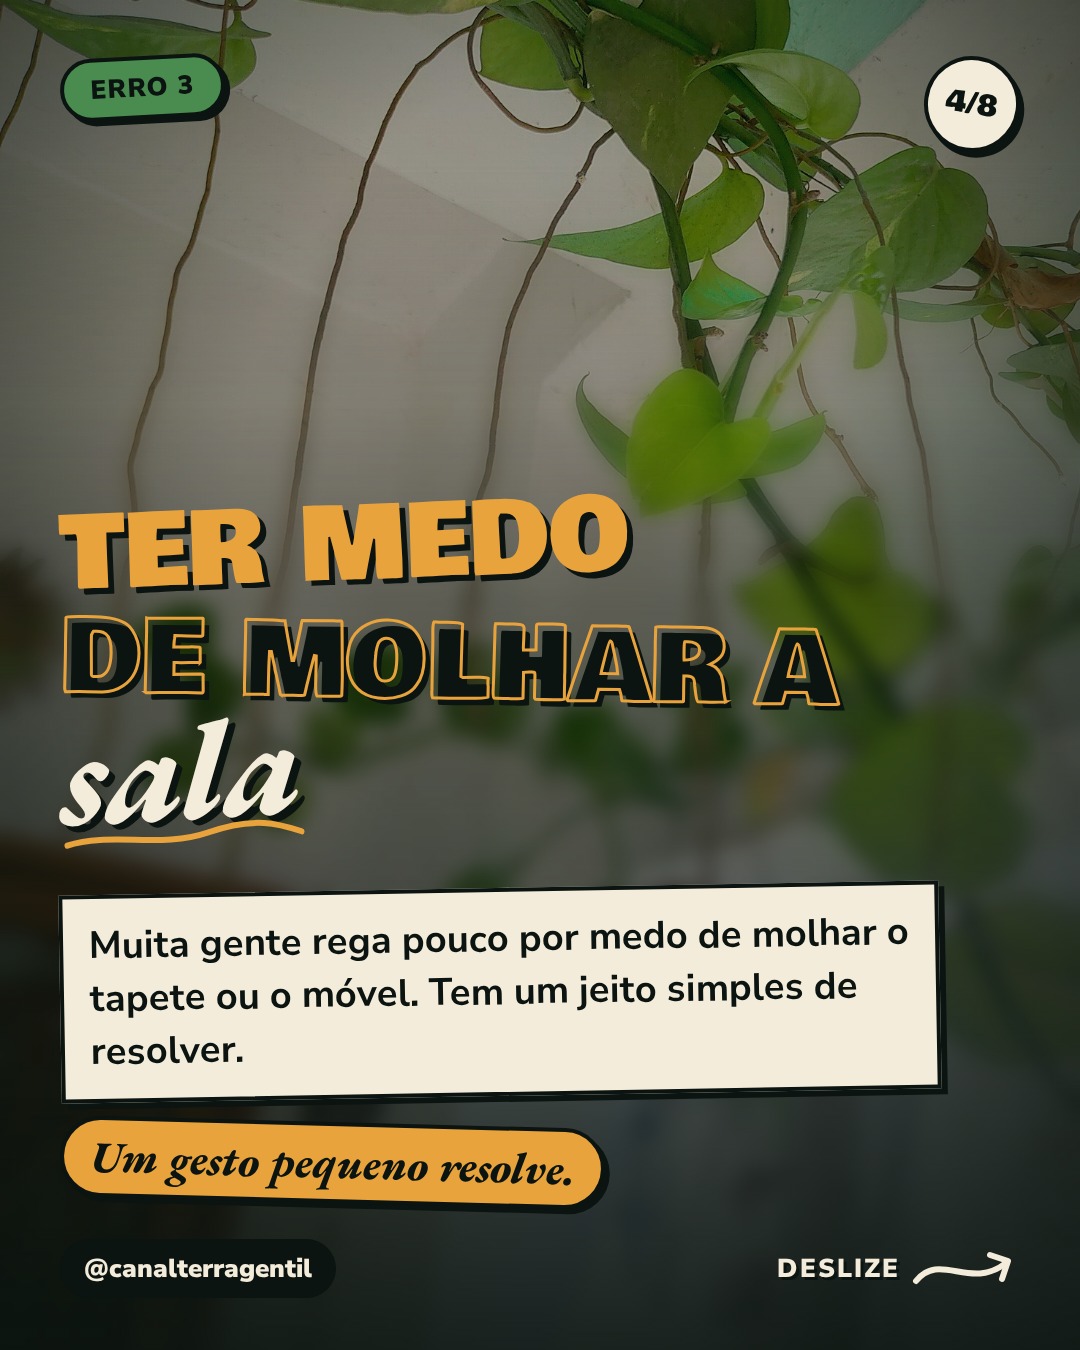 ERRO 3
4/8
TER MEDO
DE MOLHAR A
sala
Muita gente rega pouco por medo de molhar o
tapete ou o móvel. Tem um jeito simples de
resolver.
Um gesto pequeno resolve.
@canalterragentil
DESLIZE